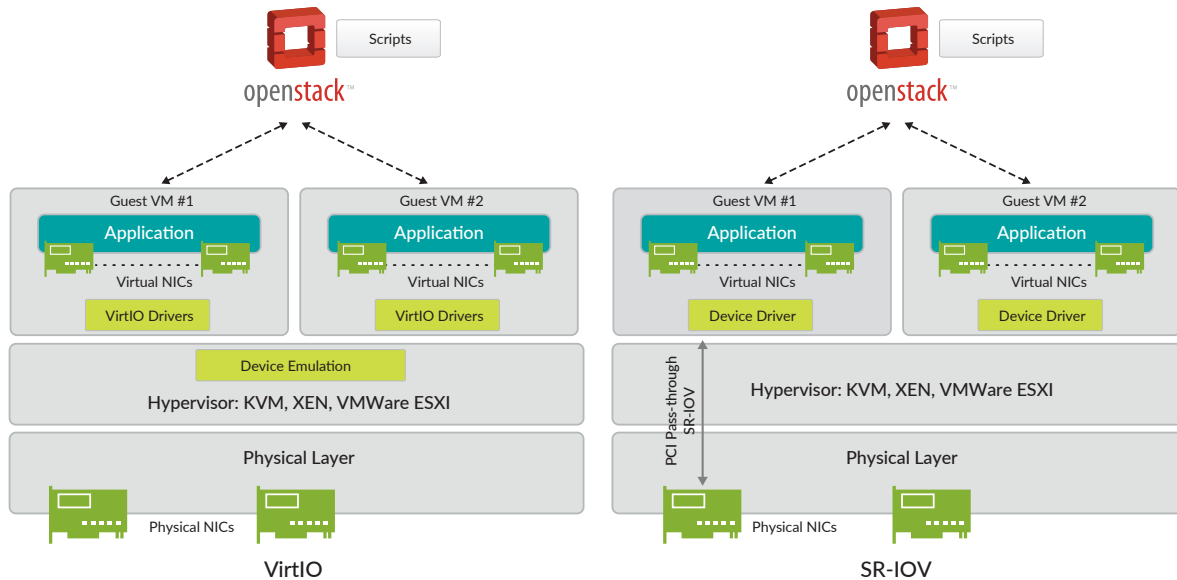 Scripts
openstack™
Guest VM #1
Application
Virtual NICs
VirtIO Drivers
Guest VM #2
Application
Virtual NICs
VirtIO Drivers
Device Emulation
Hypervisor: KVM, XEN, VMWare ESXI
Physical Layer
Physical NICs
VirtIO
Scripts
openstack™
Guest VM #1
Application
Virtual NICs
Device Driver
Guest VM #2
Application
Virtual NICs
Device Driver
PCI Pass-through
SR-IOV
Hypervisor: KVM, XEN, VMWare ESXI
Physical Layer
Physical NICs
SR-IOV